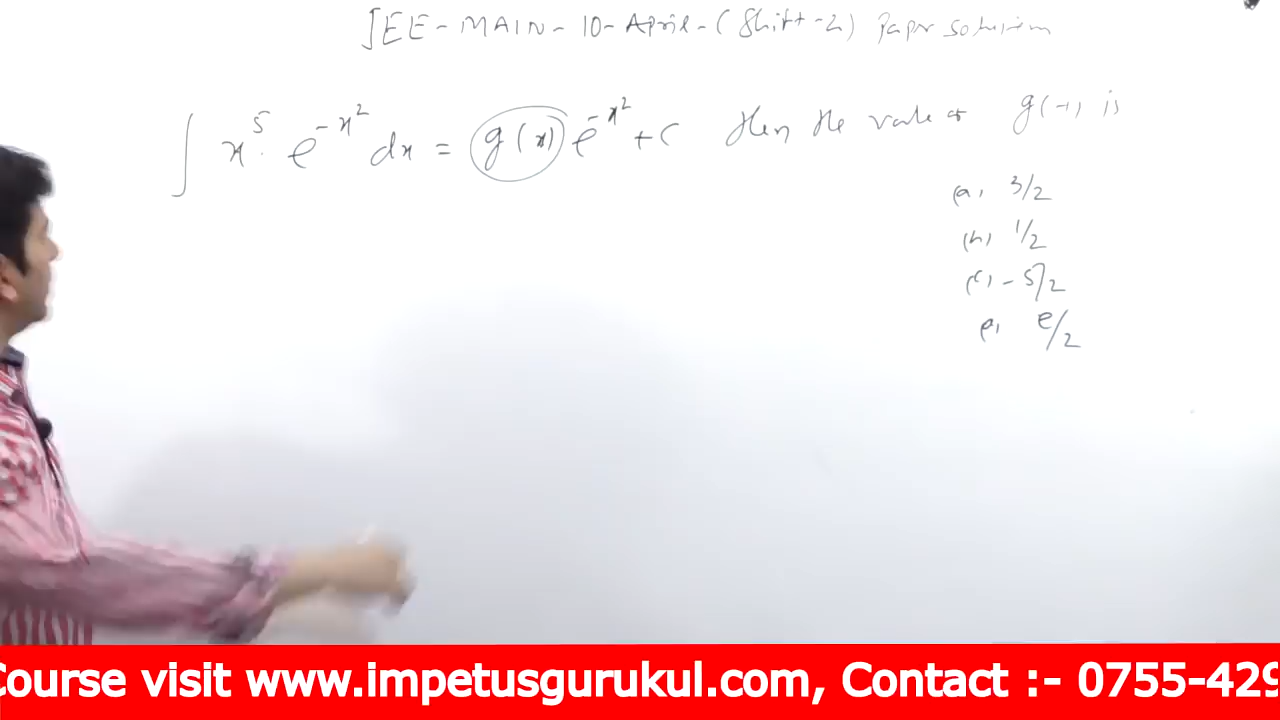 JEE-MAIN-10-April-(Shift-2) Paper solution
∫ x⁵. e^{-x²} dx = g(x) e^{-x²} + C then the value of g(-1) is
(a) 3/2
(b) 1/2
(c) -5/2
e/2
Course visit www.impetusgurukul.com, Contact :- 0755-429